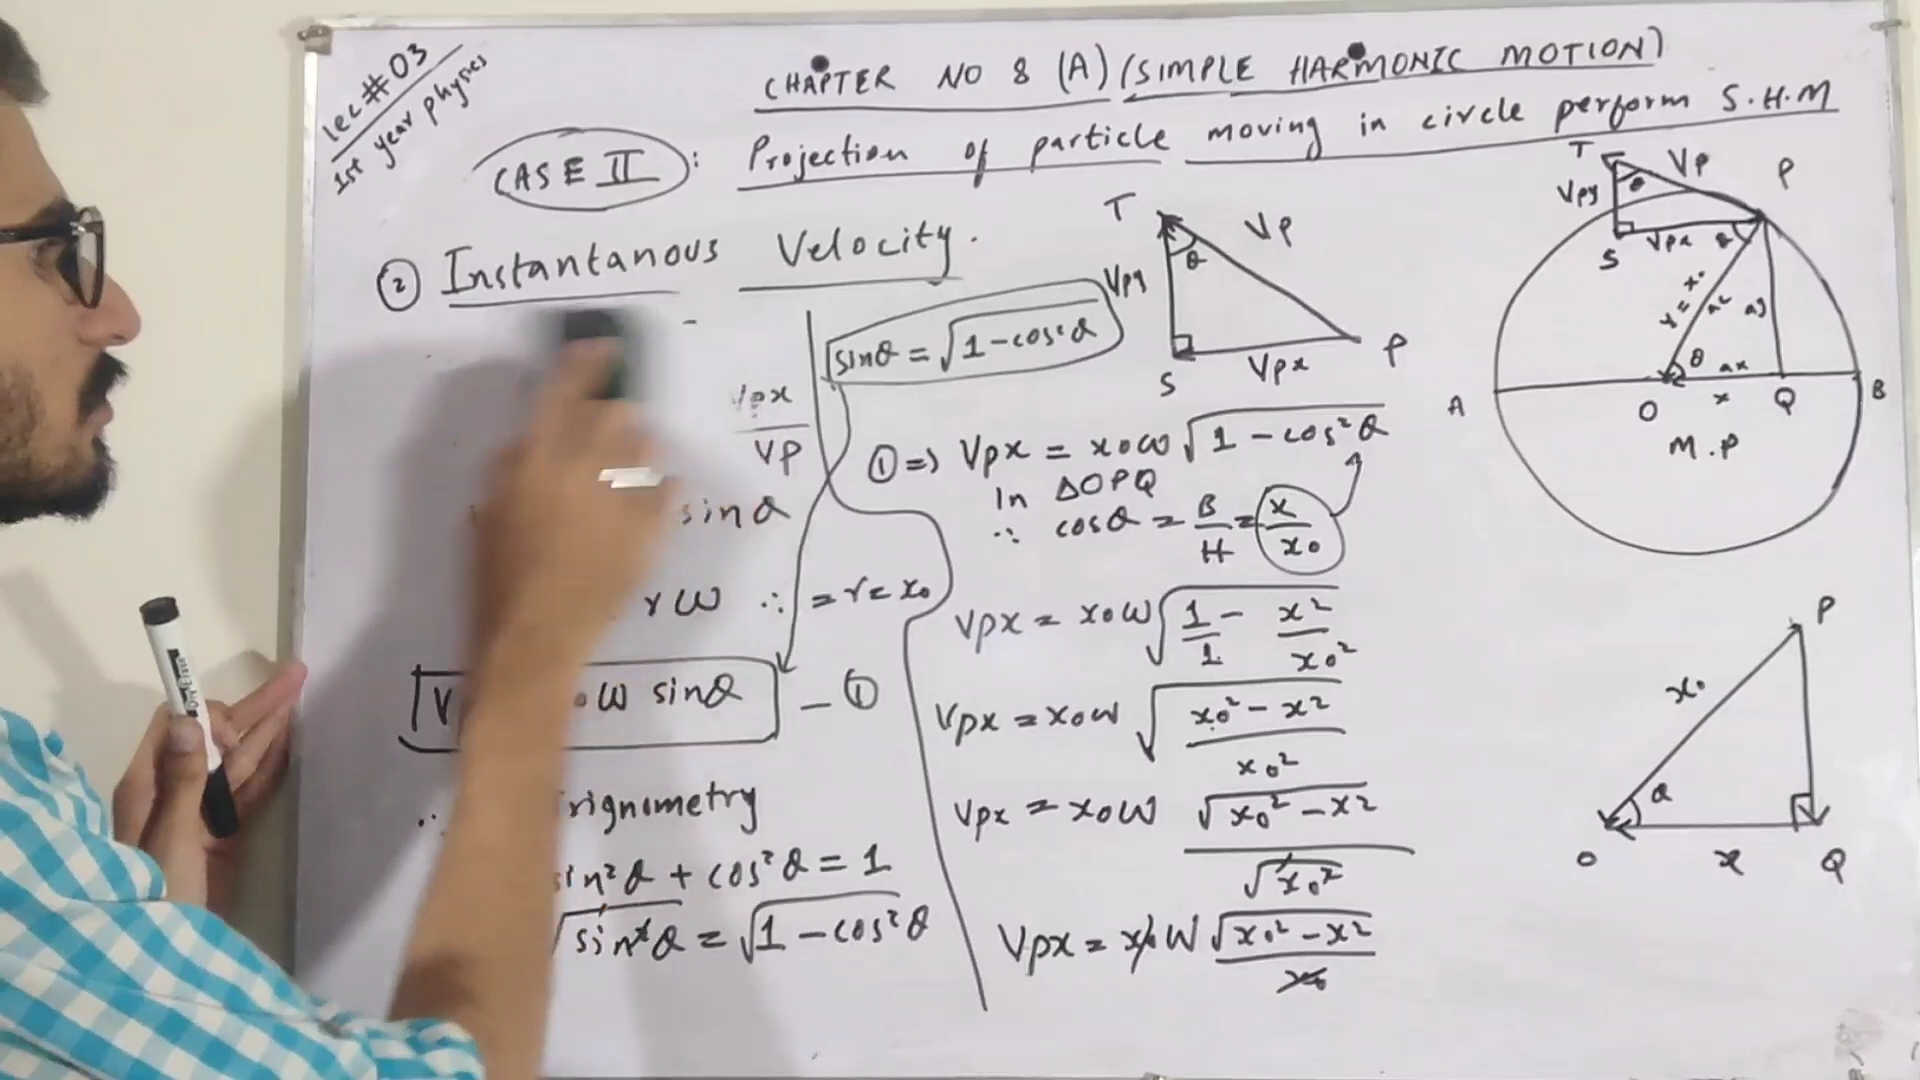 Lec # 03
1st year physics
CHAPTER NO 8 (A) (SIMPLE HARMONIC MOTION)
CASE II : Projection of particle moving in circle perform S.H.M
② Instantanous Velocity.
Vpx
VP
sinθ
rω ∴ = r = x₀
x₀ω sinθ — ①
Trignometry
sin²θ + cos²θ = 1
√sin²θ = √1 - cos²θ
sinθ = √1 - cos²θ
① ⇒ Vpx = x₀ω √1 - cos²θ
In ΔOPQ
∴ cosθ = B/H = x/x₀
Vpx = x₀ω √1/1 - x²/x₀²
Vpx = x₀ω √x₀² - x²/x₀²
Vpx = x₀ω √x₀² - x²/√x₀²
Vpx = x₀ω √x₀² - x²/x₀
T
Vp
Vpy
θ
S
Vpx
P
T
Vp
P
Vpy
θ
S
Vpx
θ
ay
θ
ax
A
O
x
Q
B
M.P
P
x₀
θ
O
x
Q